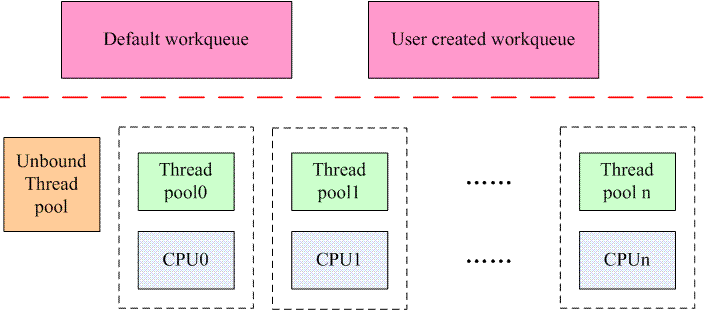 Default workqueue
User created workqueue
Unbound
Thread
pool
Thread
pool0
Thread
pool1
……
Thread
pool n
CPU0
CPU1
……
CPUn